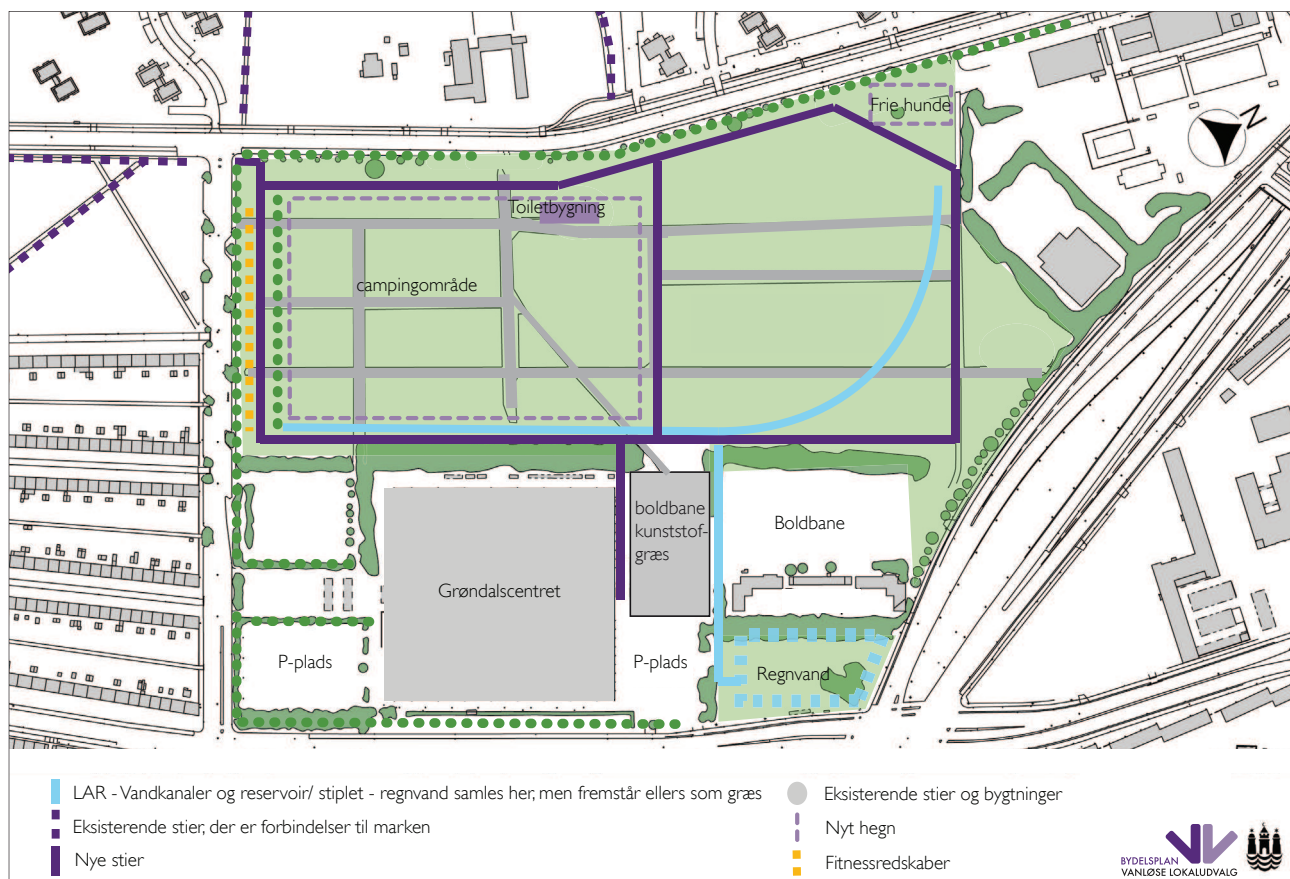 Frie hunde
N
Toiletbygning
campingområde
boldbane
kunststof-
græs
Boldbane
Grøndalscentret
P-plads
P-plads
Regnvand
LAR - Vandkanaler og reservoir/ stiplet - regnvand samles her, men fremstår ellers som græs
Eksisterende stier, der er forbindelser til marken
Nye stier
Eksisterende stier og bygtninger
Nyt hegn
Fitnessredskaber
BYDELSPLAN
VANLØSE LOKALUDVALG